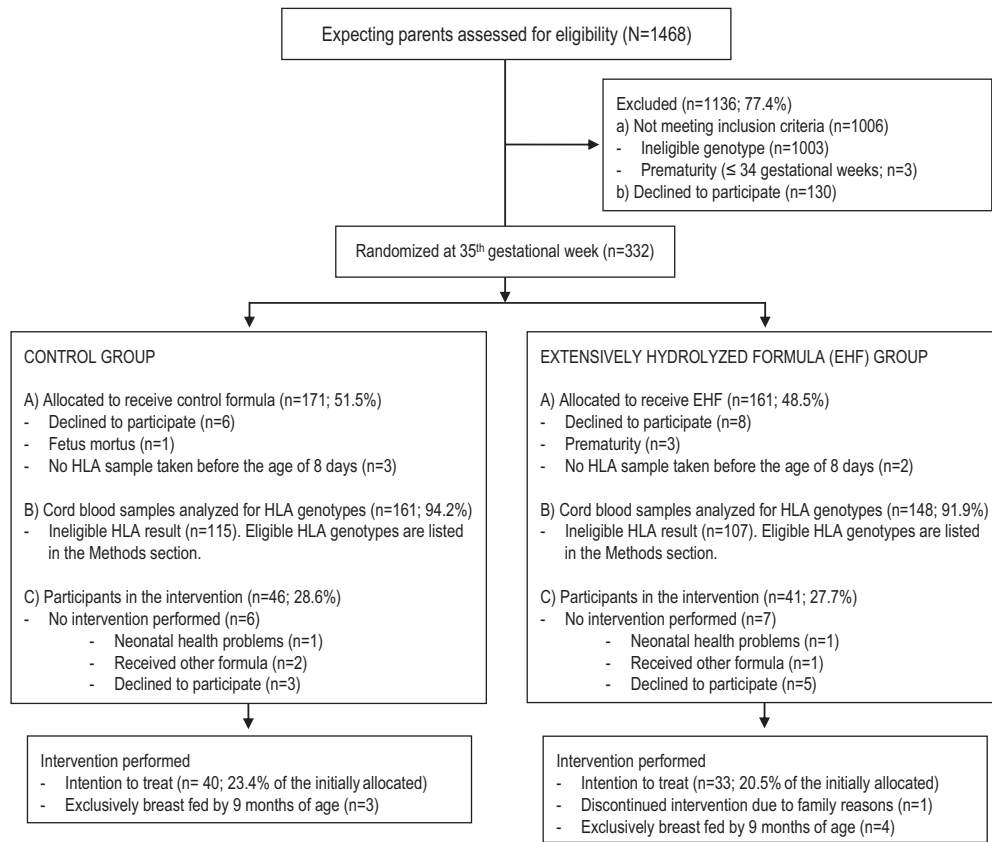 Expecting parents assessed for eligibility (N=1468)
Excluded (n=1136; 77.4%)
a) Not meeting inclusion criteria (n=1006)
- Ineligible genotype (n=1003)
- Prematurity (≤ 34 gestational weeks; n=3)
b) Declined to participate (n=130)
Randomized at 35th gestational week (n=332)
CONTROL GROUP
A) Allocated to receive control formula (n=171; 51.5%)
- Declined to participate (n=6)
- Fetus mortus (n=1)
- No HLA sample taken before the age of 8 days (n=3)
B) Cord blood samples analyzed for HLA genotypes (n=161; 94.2%)
- Ineligible HLA result (n=115). Eligible HLA genotypes are listed
in the Methods section.
C) Participants in the intervention (n=46; 28.6%)
- No intervention performed (n=6)
- Neonatal health problems (n=1)
- Received other formula (n=2)
- Declined to participate (n=3)
EXTENSIVELY HYDROLYZED FORMULA (EHF) GROUP
A) Allocated to receive EHF (n=161; 48.5%)
- Declined to participate (n=8)
- Prematurity (n=3)
- No HLA sample taken before the age of 8 days (n=2)
B) Cord blood samples analyzed for HLA genotypes (n=148; 91.9%)
- Ineligible HLA result (n=107). Eligible HLA genotypes are listed
in the Methods section.
C) Participants in the intervention (n=41; 27.7%)
- No intervention performed (n=7)
- Neonatal health problems (n=1)
- Received other formula (n=1)
- Declined to participate (n=5)
Intervention performed
- Intention to treat (n= 40; 23.4% of the initially allocated)
- Exclusively breast fed by 9 months of age (n=3)
Intervention performed
- Intention to treat (n=33; 20.5% of the initially allocated)
- Discontinued intervention due to family reasons (n=1)
- Exclusively breast fed by 9 months of age (n=4)